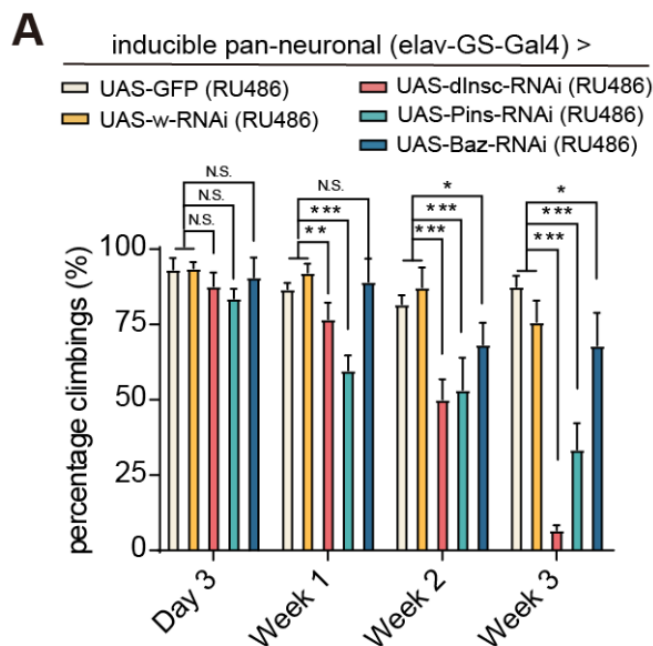 A
inducible pan-neuronal (elav-GS-Gal4) >
UAS-GFP (RU486)
UAS-w-RNAi (RU486)
UAS-dInsc-RNAi (RU486)
UAS-Pins-RNAi (RU486)
UAS-Baz-RNAi (RU486)
percentage climbings (%)
100
75
50
25
0
N.S.
N.S.
N.S.
N.S.
***
**
*
***
***
*
***
***
Day 3
Week 1
Week 2
Week 3